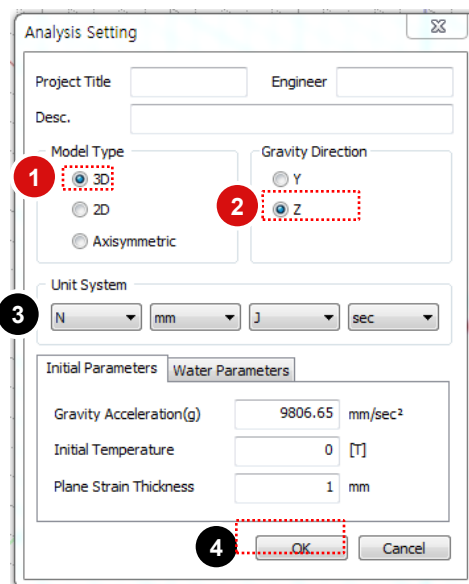 Analysis Setting
Project Title Engineer
Desc.
Model Type Gravity Direction
1 3D Y
2D 2 Z
Axisymmetric
Unit System
3 N mm J sec
Initial Parameters Water Parameters
Gravity Acceleration(g) 9806.65 mm/sec²
Initial Temperature 0 [T]
Plane Strain Thickness 1 mm
4 OK Cancel